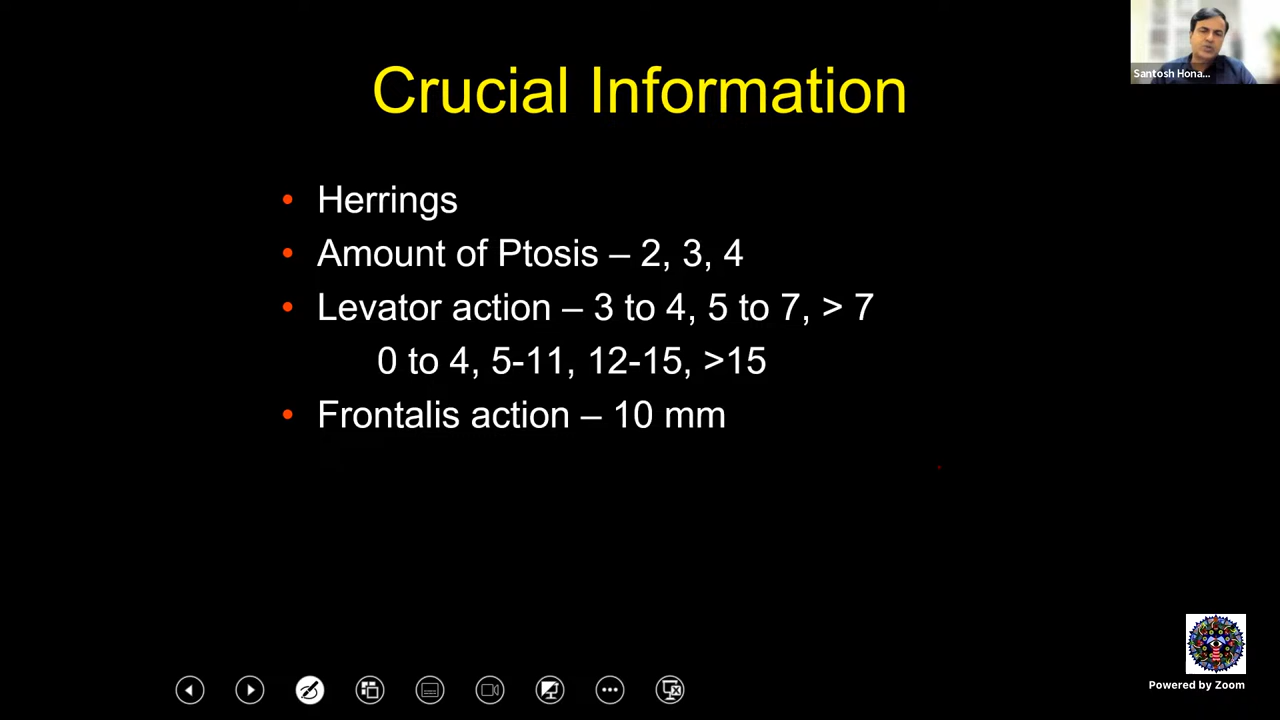 Santosh Hona...
Crucial Information
• Herrings
• Amount of Ptosis – 2, 3, 4
• Levator action – 3 to 4, 5 to 7, > 7
0 to 4, 5-11, 12-15, >15
• Frontalis action – 10 mm
Powered by Zoom